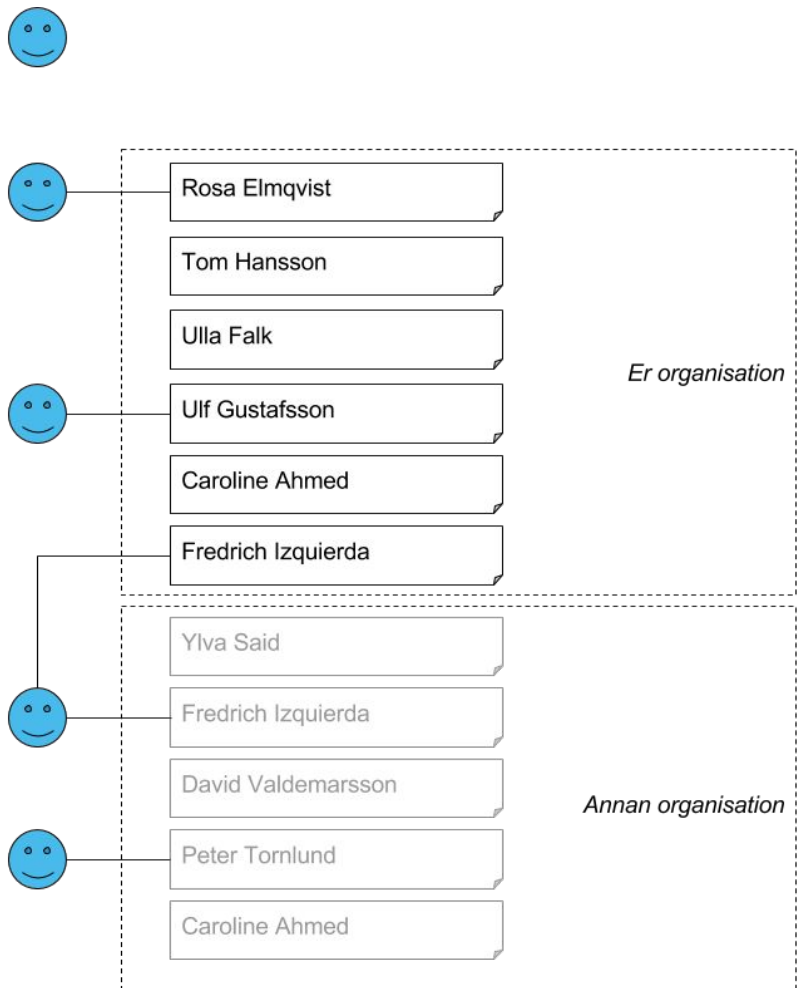 Rosa Elmqvist
Tom Hansson
Ulla Falk
Er organisation
Ulf Gustafsson
Caroline Ahmed
Fredrich Izquierda
Ylva Said
Fredrich Izquierda
David Valdemarsson
Annan organisation
Peter Tornlund
Caroline Ahmed